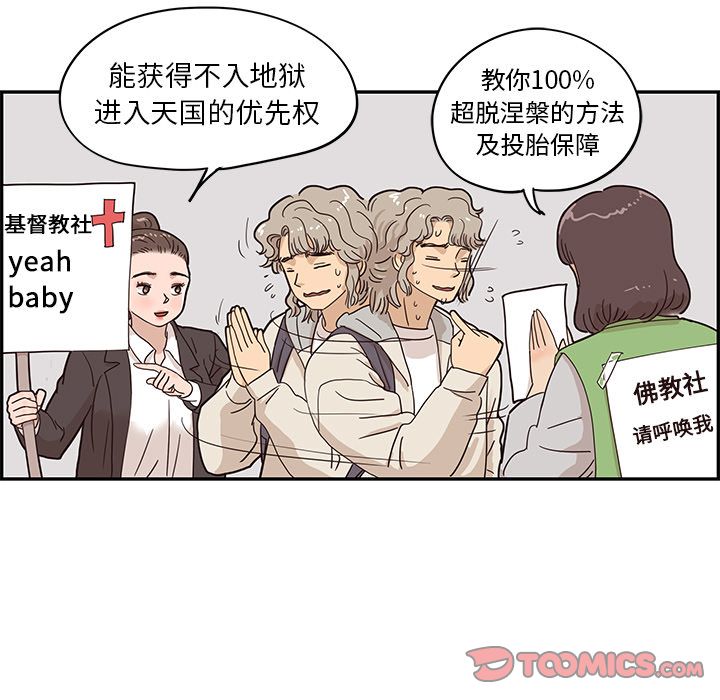 能获得不入地狱
进入天国的优先权
教你100%
超脱涅槃的方法
及投胎保障
基督教社
yeah
baby
佛教社
请呼唤我
TOOMICS.COM